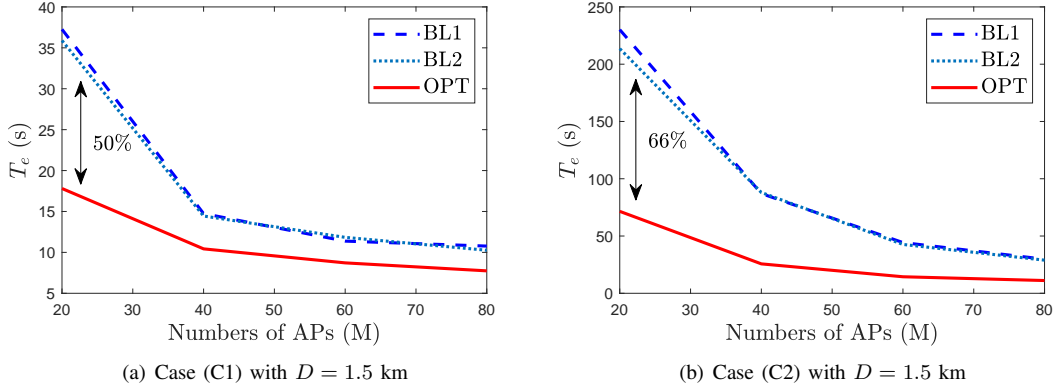 40
35
30
25
20
15
10
5
T_e (s)
50%
BL1
BL2
OPT
20 30 40 50 60 70 80
Numbers of APs (M)
(a) Case (C1) with D = 1.5 km
250
200
150
100
50
0
T_e (s)
66%
BL1
BL2
OPT
20 30 40 50 60 70 80
Numbers of APs (M)
(b) Case (C2) with D = 1.5 km